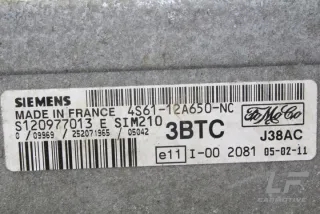 SIEMENS
MADE IN FRANCE 4S61-12A650-NC
S120977013 E SIM210
0 / 09969 / 252071965 / 05042
3BTC
FoMoCo
J38AC
e11 I-00 2081 05-02-11
LF